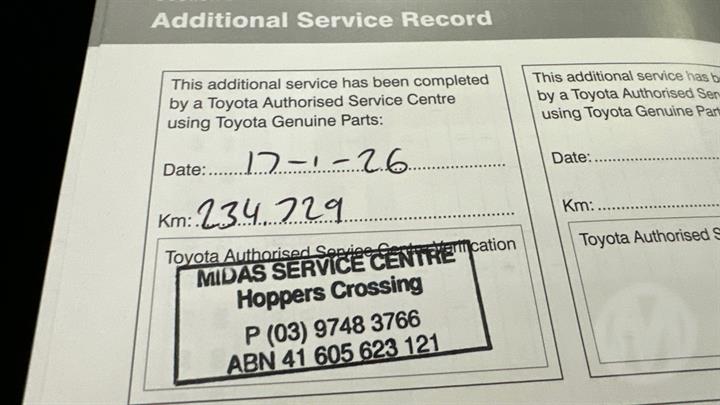 Additional Service Record
This additional service has been completed
by a Toyota Authorised Service Centre
using Toyota Genuine Parts:
Date: 17-1-26
Km: 234,729
Toyota Authorised Service Centre Verification
MIDAS SERVICE CENTRE
Hoppers Crossing
P (03) 9748 3766
ABN 41 605 623 121
This additional service has b
by a Toyota Authorised Ser
using Toyota Genuine Par
Date:
Km:
Toyota Authorised S